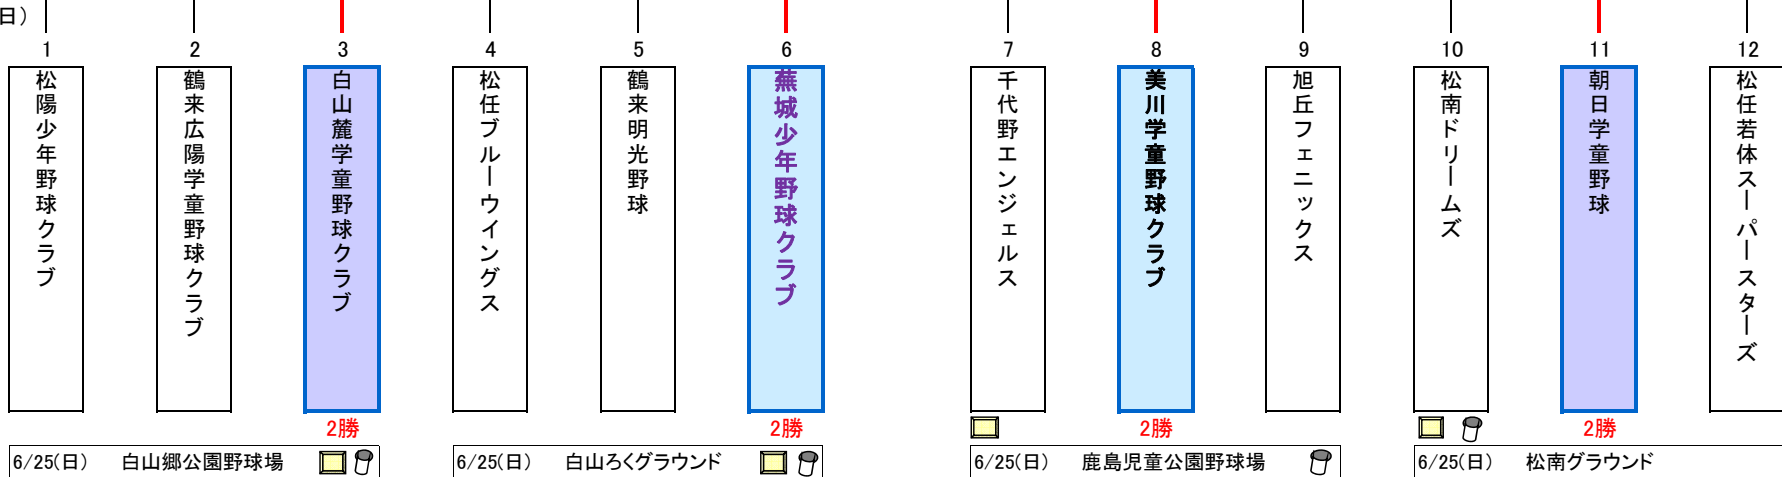 日）
1
2
3
4
5
6
7
8
9
10
11
12
松陽少年野球クラブ
鶴来広陽学童野球クラブ
白山麓学童野球クラブ
松任ブルーウイングス
鶴来明光野球
蕪城少年野球クラブ
千代野エンジェルス
美川学童野球クラブ
旭丘フェニックス
松南ドリームズ
朝日学童野球
松任若体スーパースターズ
2勝
2勝
2勝
2勝
6/25(日)　白山郷公園野球場
6/25(日)　白山ろくグラウンド
6/25(日)　鹿島児童公園野球場
6/25(日)　松南グラウンド